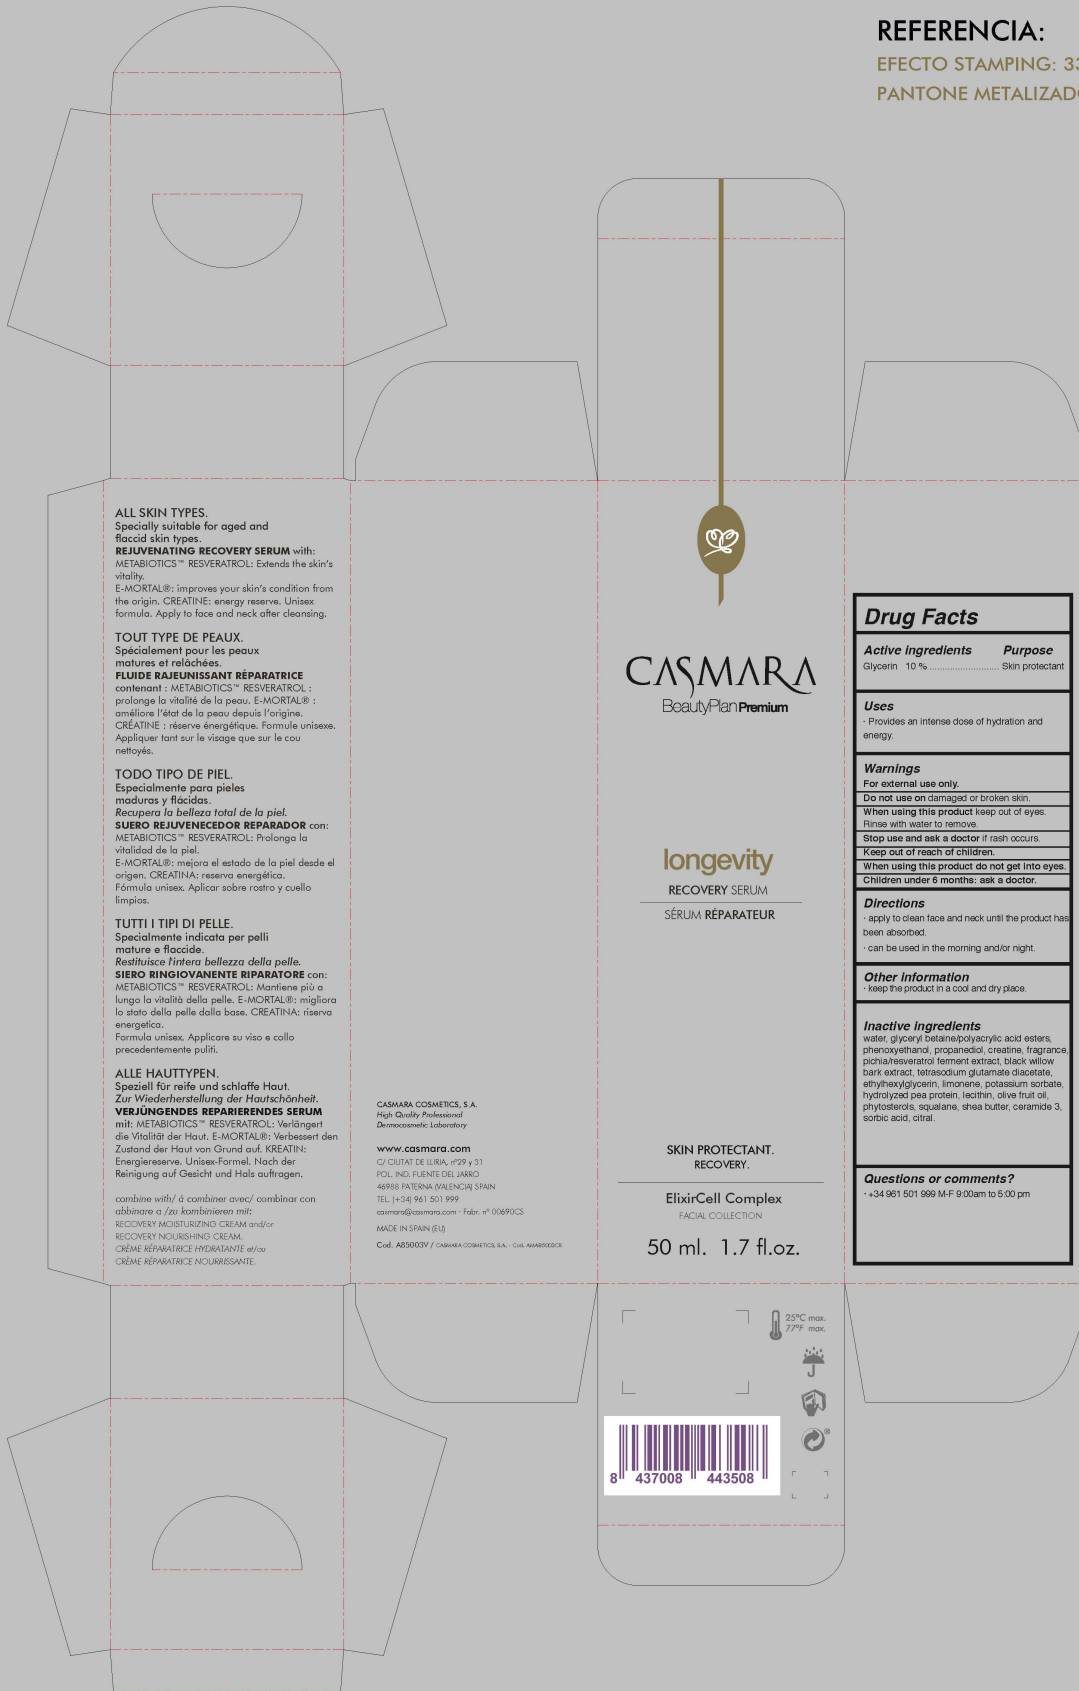 REFERENCIA:
EFECTO STAMPING: 33
PANTONE METALIZADO
ALL SKIN TYPES.
Specially suitable for aged and
flaccid skin types.
REJUVENATING RECOVERY SERUM with:
METABIOTICS™ RESVERATROL: Extends the skin's
vitality.
E-MORTAL®: improves your skin's condition from
the origin. CREATINE: energy reserve. Unisex
formula. Apply to face and neck after cleansing.
TOUT TYPE DE PEAUX.
Spécialement pour les peaux
matures et relâchées.
FLUIDE RAJEUNISSANT RÉPARATRICE
contenant : METABIOTICS™ RESVERATROL :
prolonge la vitalité de la peau. E-MORTAL® :
améliore l'état de la peau depuis l'origine.
CRÉATINE : réserve énergétique. Formule unisexe.
Appliquer tant sur le visage que sur le cou
nettoyés.
TODO TIPO DE PIEL.
Especialmente para pieles
maduras y flácidas.
Recupera la belleza total de la piel.
SUERO REJUVENECEDOR REPARADOR con:
METABIOTICS™ RESVERATROL: Prolonga la
vitalidad de la piel.
E-MORTAL®: mejora el estado de la piel desde el
origen. CREATINA: reserva energética.
Fórmula unisex. Aplicar sobre rostro y cuello
limpios.
TUTTI I TIPI DI PELLE.
Specialmente indicata per pelli
mature e flaccide.
Restituisce l'intera bellezza della pelle.
SIERO RINGIOVANENTE RIPARATORE con:
METABIOTICS™ RESVERATROL: Mantiene più a
lungo la vitalità della pelle. E-MORTAL®: migliora
lo stato della pelle dalla base. CREATINA: riserva
energetica.
Formula unisex. Applicare su viso e collo
precedentemente puliti.
ALLE HAUTTYPEN.
Speziell für reife und schlaffe Haut.
Zur Wiederherstellung der Hautschönheit.
VERJÜNGENDES REPARIERENDES SERUM
mit: METABIOTICS™ RESVERATROL: Verlängert
die Vitalität der Haut. E-MORTAL®: Verbessert den
Zustand der Haut von Grund auf. KREATIN:
Energiereserve. Unisex-Formel. Nach der
Reinigung auf Gesicht und Hals auftragen.
combine with/ á combiner avec/ combinar con
abbinare a /zu kombinieren mit:
RECOVERY MOISTURIZING CREAM and/or
RECOVERY NOURISHING CREAM.
CRÈME RÉPARATRICE HYDRATANTE et/ou
CRÈME RÉPARATRICE NOURRISSANTE.
CASMARA COSMETICS, S.A.
High Quality Professional
Dermocosmetic Laboratory
www.casmara.com
C/ CIUTAT DE LLIRIA, nº29 y 31
POL. IND. FUENTE DEL JARRO
46988 PATERNA (VALENCIA) SPAIN
TEL. (+34) 961 501 999
casmara@casmara.com - Fabr. nº 00690CS
MADE IN SPAIN (EU)
Cod. A85003V / CASMARA COSMETICS, S.A. - Cod. AMA85003CB
CASMARA
BeautyPlan Premium
longevity
RECOVERY SERUM
SÉRUM RÉPARATEUR
SKIN PROTECTANT.
RECOVERY.
ElixirCell Complex
FACIAL COLLECTION
50 ml. 1.7 fl.oz.
25ºC max.
77ºF max.
®
8 437008 443508
Drug Facts
Active ingredients Purpose
Glycerin 10 % ........................... Skin protectant
Uses
· Provides an intense dose of hydration and
energy.
Warnings
For external use only.
Do not use on damaged or broken skin.
When using this product keep out of eyes.
Rinse with water to remove.
Stop use and ask a doctor if rash occurs.
Keep out of reach of children.
When using this product do not get into eyes.
Children under 6 months: ask a doctor.
Directions
· apply to clean face and neck until the product has
been absorbed.
· can be used in the morning and/or night.
Other information
· keep the product in a cool and dry place.
Inactive ingredients
water, glyceryl betaine/polyacrylic acid esters,
phenoxyethanol, propanediol, creatine, fragrance,
pichia/resveratrol ferment extract, black willow
bark extract, tetrasodium glutamate diacetate,
ethylhexylglycerin, limonene, potassium sorbate,
hydrolyzed pea protein, lecithin, olive fruit oil,
phytosterols, squalane, shea butter, ceramide 3,
sorbic acid, citral.
Questions or comments?
· +34 961 501 999 M-F 9:00am to 5:00 pm